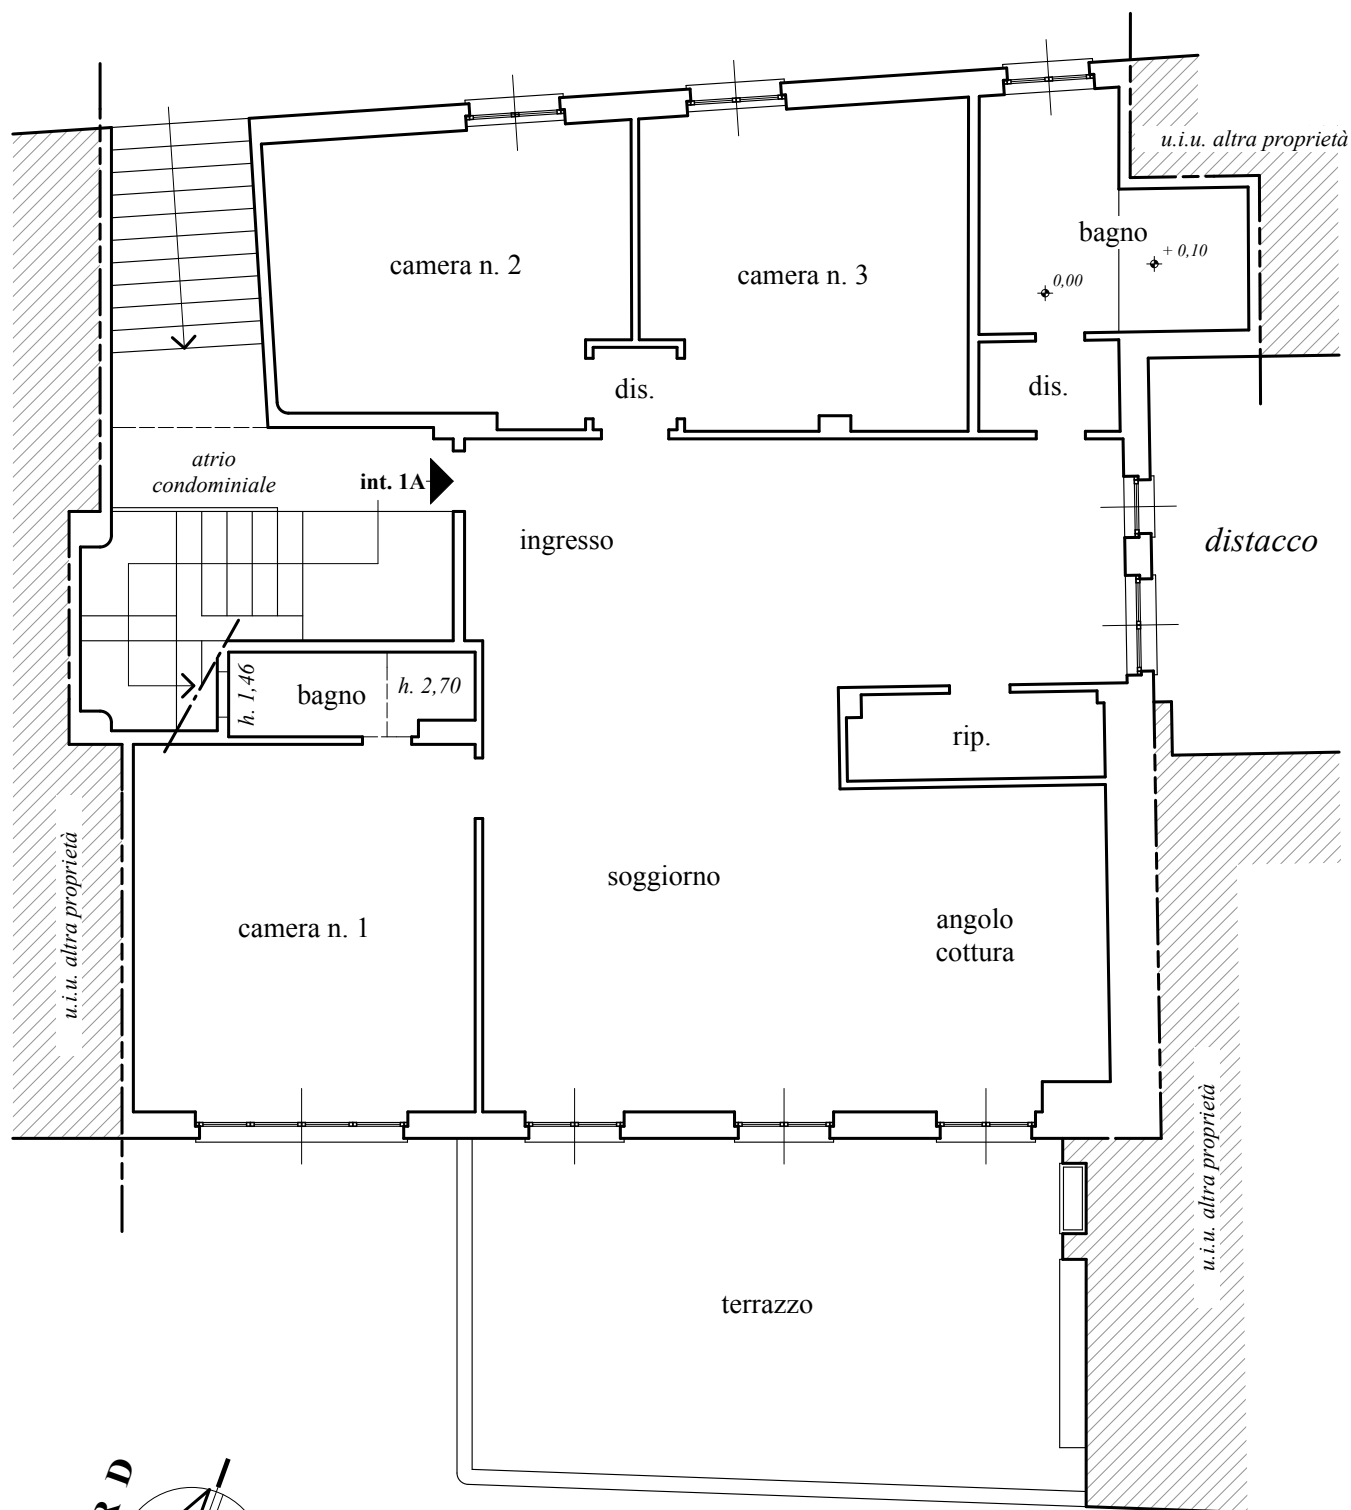 u.i.u. altra proprietà
bagno
+ 0,10
0,00
camera n. 2
camera n. 3
dis.
dis.
atrio
condominiale
int. 1A
ingresso
distacco
h. 1,46
bagno
h. 2,70
rip.
u.i.u. altra proprietà
soggiorno
camera n. 1
angolo
cottura
u.i.u. altra proprietà
terrazzo